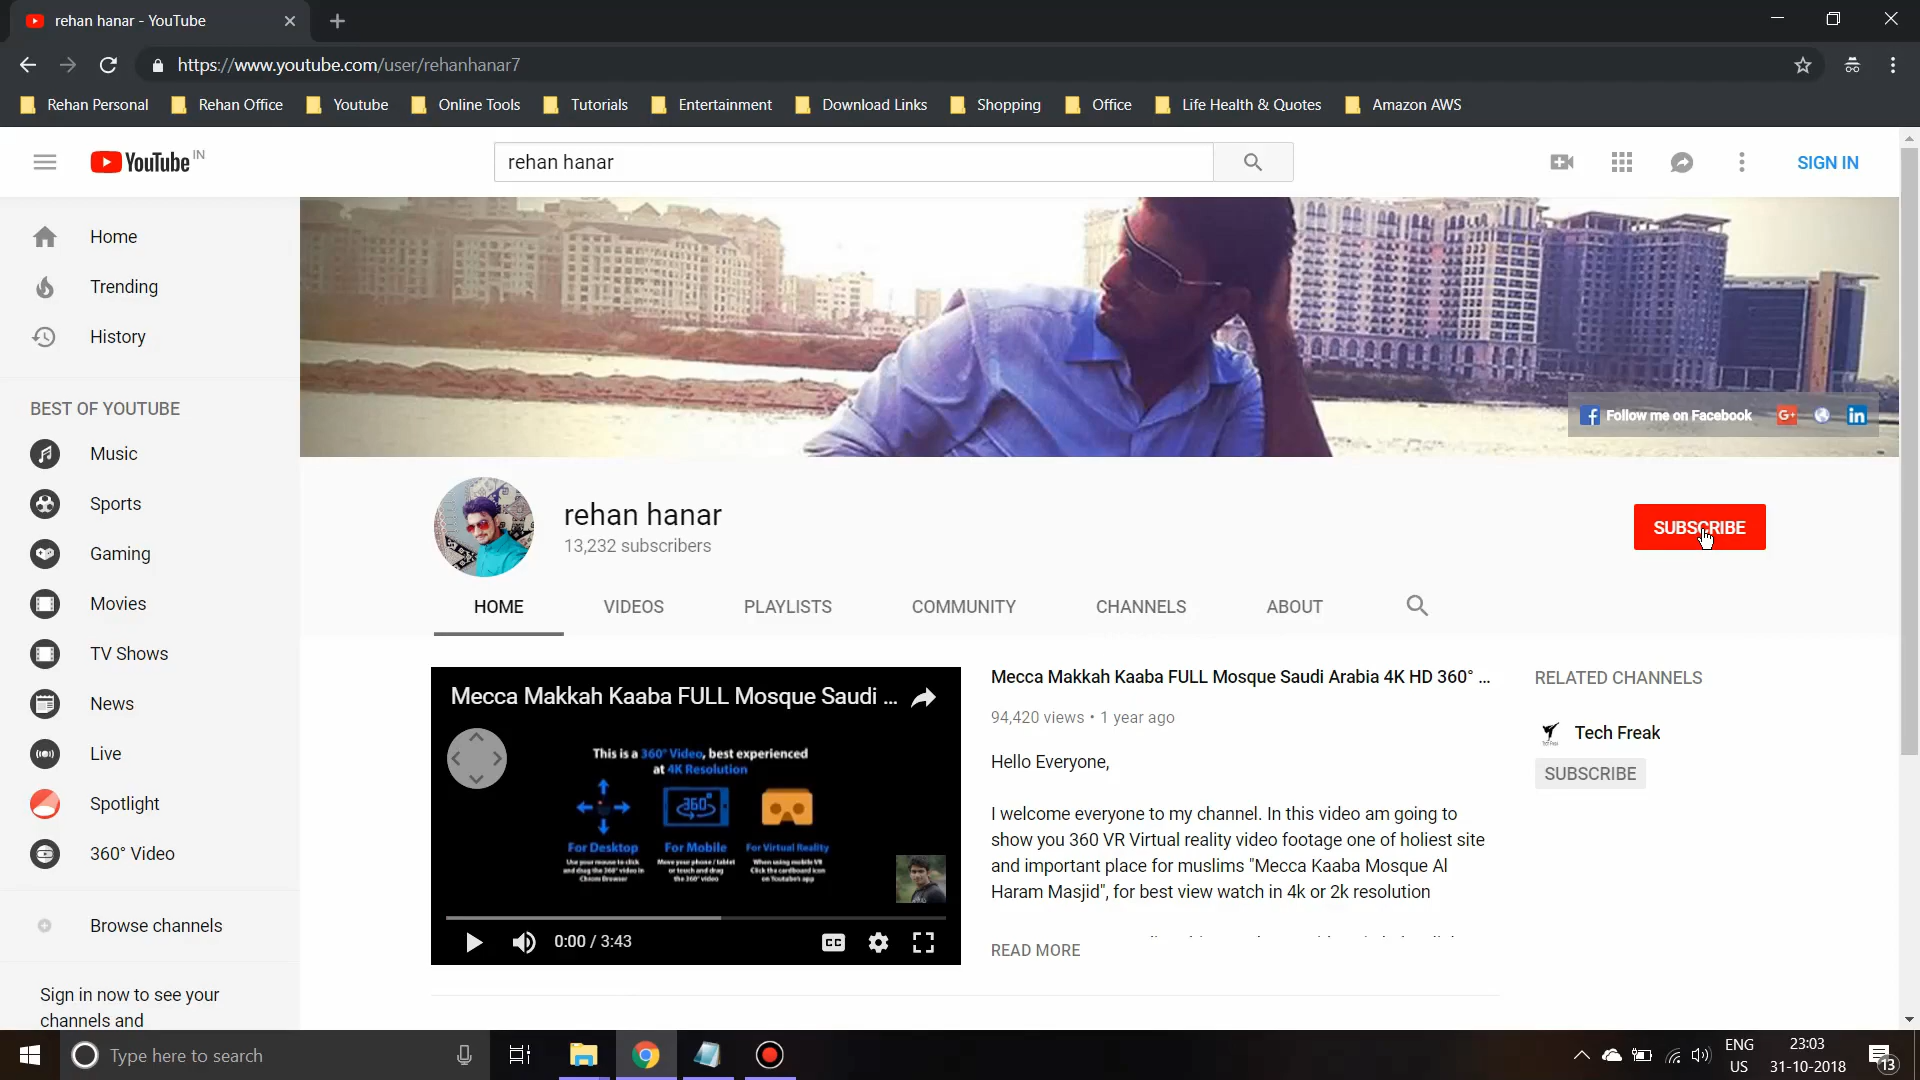 rehan hanar - YouTube
https://www.youtube.com/user/rehanhanar7
Rehan Personal
Rehan Office
Youtube
Online Tools
Tutorials
Entertainment
Download Links
Shopping
Office
Life Health & Quotes
Amazon AWS
YouTube IN
rehan hanar
SIGN IN
Home
Trending
History
BEST OF YOUTUBE
Music
Sports
Gaming
Movies
TV Shows
News
Live
Spotlight
360° Video
Browse channels
Sign in now to see your
channels and
Follow me on Facebook
G+
in
rehan hanar
13,232 subscribers
SUBSCRIBE
HOME
VIDEOS
PLAYLISTS
COMMUNITY
CHANNELS
ABOUT
Mecca Makkah Kaaba FULL Mosque Saudi ...
This is a 360° Video, best experienced
at 4K Resolution
360°
For Desktop
Use your mouse to click
and drag the 360° video in
Chrome Browser
For Mobile
Move your phone / tablet
or touch and drag
the 360° video
For Virtual Reality
When using mobile VR
Click the cardboard icon
on Youtube's app
0:00 / 3:43
CC
Mecca Makkah Kaaba FULL Mosque Saudi Arabia 4K HD 360° ...
94,420 views • 1 year ago
Hello Everyone,
I welcome everyone to my channel. In this video am going to
show you 360 VR Virtual reality video footage one of holiest site
and important place for muslims "Mecca Kaaba Mosque Al
Haram Masjid", for best view watch in 4k or 2k resolution
READ MORE
RELATED CHANNELS
Tech Freak
SUBSCRIBE
Type here to search
ENG
US
23:03
31-10-2018
13